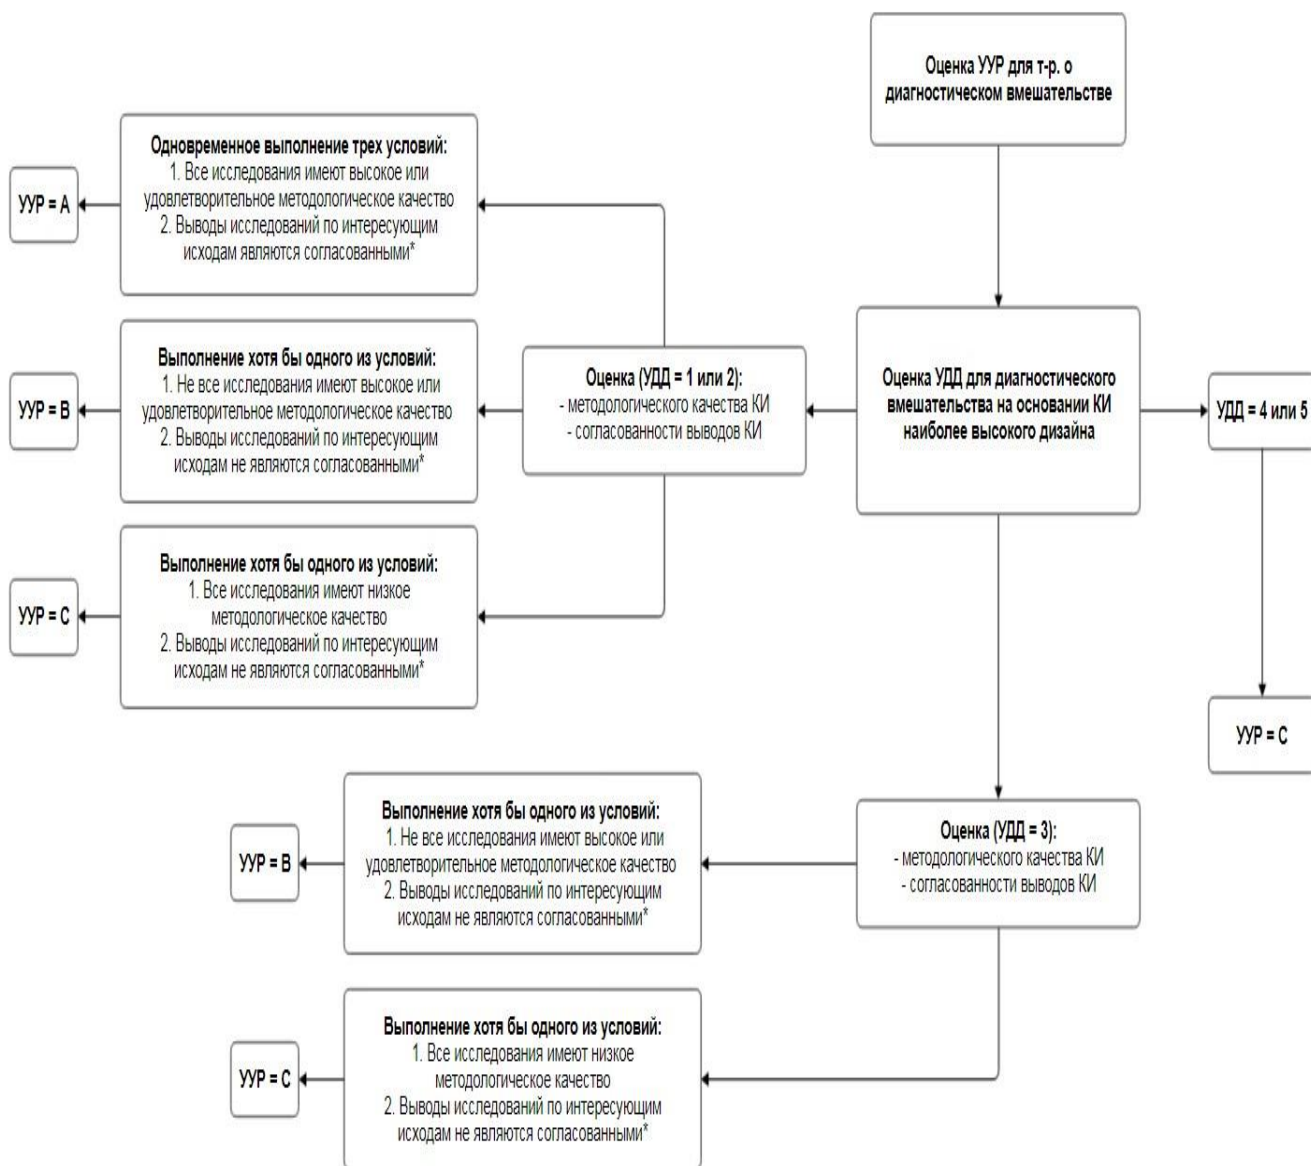 Оценка УУР для т-р. о
диагностическом вмешательстве
Одновременное выполнение трех условий:
1. Все исследования имеют высокое или
удовлетворительное методологическое качество
2. Выводы исследований по интересующим
исходам являются согласованными*
УУР = A
Выполнение хотя бы одного из условий:
1. Не все исследования имеют высокое или
удовлетворительное методологическое качество
2. Выводы исследований по интересующим
исходам не являются согласованными*
УУР = B
Оценка (УДД = 1 или 2):
- методологического качества КИ
- согласованности выводов КИ
Оценка УДД для диагностического
вмешательства на основании КИ
наиболее высокого дизайна
УДД = 4 или 5
Выполнение хотя бы одного из условий:
1. Все исследования имеют низкое
методологическое качество
2. Выводы исследований по интересующим
исходам не являются согласованными*
УУР = C
УУР = C
Выполнение хотя бы одного из условий:
1. Не все исследования имеют высокое или
удовлетворительное методологическое качество
2. Выводы исследований по интересующим
исходам не являются согласованными*
УУР = B
Оценка (УДД = 3):
- методологического качества КИ
- согласованности выводов КИ
Выполнение хотя бы одного из условий:
1. Все исследования имеют низкое
методологическое качество
2. Выводы исследований по интересующим
исходам не являются согласованными*
УУР = C